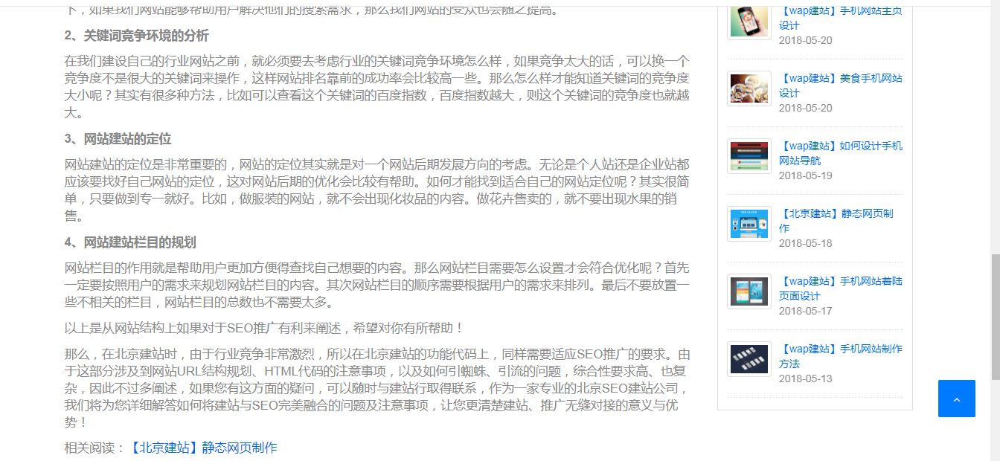 下，如果我们网站能够帮助用户解决他们的搜索需求，那么我们网站的受众也会随之提高。
2、关键词竞争环境的分析
在我们建设自己的行业网站之前，就必须要去考虑行业的关键词竞争环境怎么样，如果竞争太大的话，可以换一个
竞争度不是很大的关键词来操作，这样网站排名靠前的成功率会比较高一些。那么怎么样才能知道关键词的竞争度
大小呢？其实有很多种方法，比如可以查看这个关键词的百度指数，百度指数越大，则这个关键词的竞争度也就越
大。
3、网站建站的定位
网站建站的定位是非常重要的，网站的定位其实就是对一个网站后期发展方向的考虑。无论是个人站还是企业站都
应该要找好自己网站的定位，这对网站后期的优化会比较有帮助。如何才能找到适合自己的网站定位呢？其实很简
单，只要做到专一就好。比如，做服装的网站，就不会出现化妆品的内容。做花卉售卖的，就不要出现水果的销
售。
4、网站建站栏目的规划
网站栏目的作用就是帮助用户更加方便得查找自己想要的内容。那么网站栏目需要怎么设置才会符合优化呢？首先
一定要按照用户的需求来规划网站栏目的内容。其次网站栏目的顺序需要根据用户的需求来排列。最后不要放置一
些不相关的栏目，网站栏目的总数也不需要太多。
以上是从网站结构上如果对于SEO推广有利来阐述，希望对你有所帮助！
那么，在北京建站时，由于行业竞争非常激烈，所以在北京建站的功能代码上，同样需要适应SEO推广的要求。由
于这部分涉及到网站URL结构规划、HTML代码的注意事项，以及如何引蜘蛛、引流的问题，综合性要求高、也复
杂，因此不过多阐述，如果您有这方面的疑问，可以随时与建站行取得联系，作为一家专业的北京SEO建站公司，
我们将为您详细解答如何将建站与SEO完美融合的问题及注意事项，让您更清楚建站、推广无缝对接的意义与优
势！
相关阅读：【北京建站】静态网页制作
【wap建站】手机网站主页
设计
2018-05-20
【wap建站】美食手机网站
设计
2018-05-20
【wap建站】如何设计手机
网站导航
2018-05-19
【北京建站】静态网页制
作
2018-05-18
【wap建站】手机网站着陆
页面设计
2018-05-17
【wap建站】手机网站制作
方法
2018-05-13